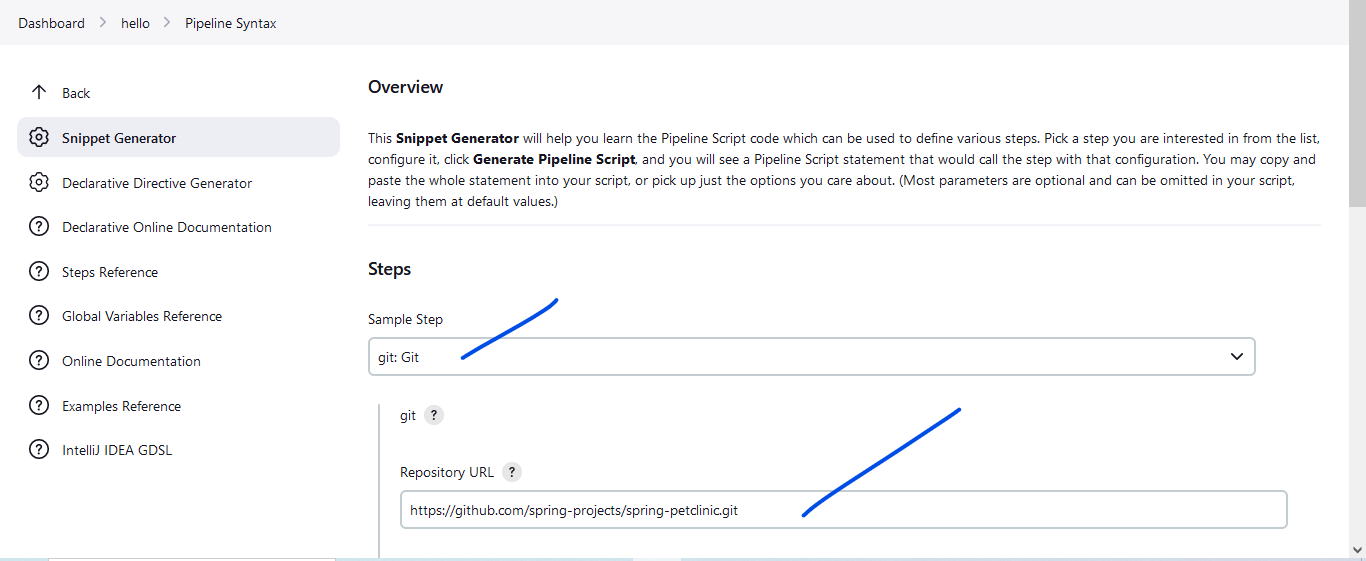 Dashboard > hello > Pipeline Syntax
Back
Snippet Generator
Declarative Directive Generator
Declarative Online Documentation
Steps Reference
Global Variables Reference
Online Documentation
Examples Reference
IntelliJ IDEA GDSL
Overview
This Snippet Generator will help you learn the Pipeline Script code which can be used to define various steps. Pick a step you are interested in from the list,
configure it, click Generate Pipeline Script, and you will see a Pipeline Script statement that would call the step with that configuration. You may copy and
paste the whole statement into your script, or pick up just the options you care about. (Most parameters are optional and can be omitted in your script,
leaving them at default values.)
Steps
Sample Step
git: Git
git ?
Repository URL ?
https://github.com/spring-projects/spring-petclinic.git